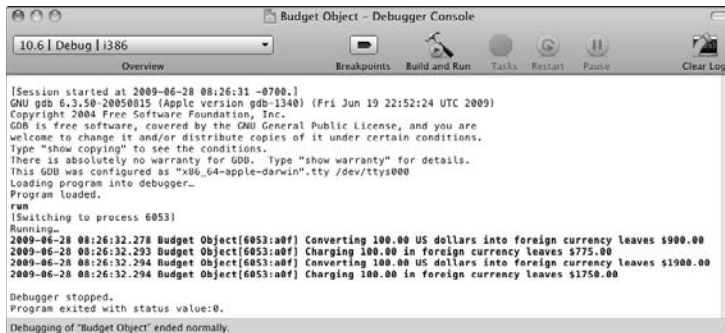 Budget Object – Debugger Console
10.6 | Debug | i386
Overview
Breakpoints
Build and Run
Tasks
Restart
Pause
Clear Log
[Session started at 2009-06-28 08:26:31 -0700.]
GNU gdb 6.3.50-20050815 (Apple version gdb-1340) (Fri Jun 19 22:52:24 UTC 2009)
Copyright 2004 Free Software Foundation, Inc.
GDB is free software, covered by the GNU General Public License, and you are
welcome to change it and/or distribute copies of it under certain conditions.
Type "show copying" to see the conditions.
There is absolutely no warranty for GDB.  Type "show warranty" for details.
This GDB was configured as "x86_64-apple-darwin".tty /dev/ttys000
Loading program into debugger…
Program loaded.
run
[Switching to process 6053]
Running…
2009-06-28 08:26:32.278 Budget Object[6053:a0f] Converting 100.00 US dollars into foreign currency leaves $900.00
2009-06-28 08:26:32.293 Budget Object[6053:a0f] Charging 100.00 in foreign currency leaves $775.00
2009-06-28 08:26:32.294 Budget Object[6053:a0f] Converting 100.00 US dollars into foreign currency leaves $1900.00
2009-06-28 08:26:32.294 Budget Object[6053:a0f] Charging 100.00 in foreign currency leaves $1750.00
Debugger stopped.
Program exited with status value:0.
Debugging of "Budget Object" ended normally.